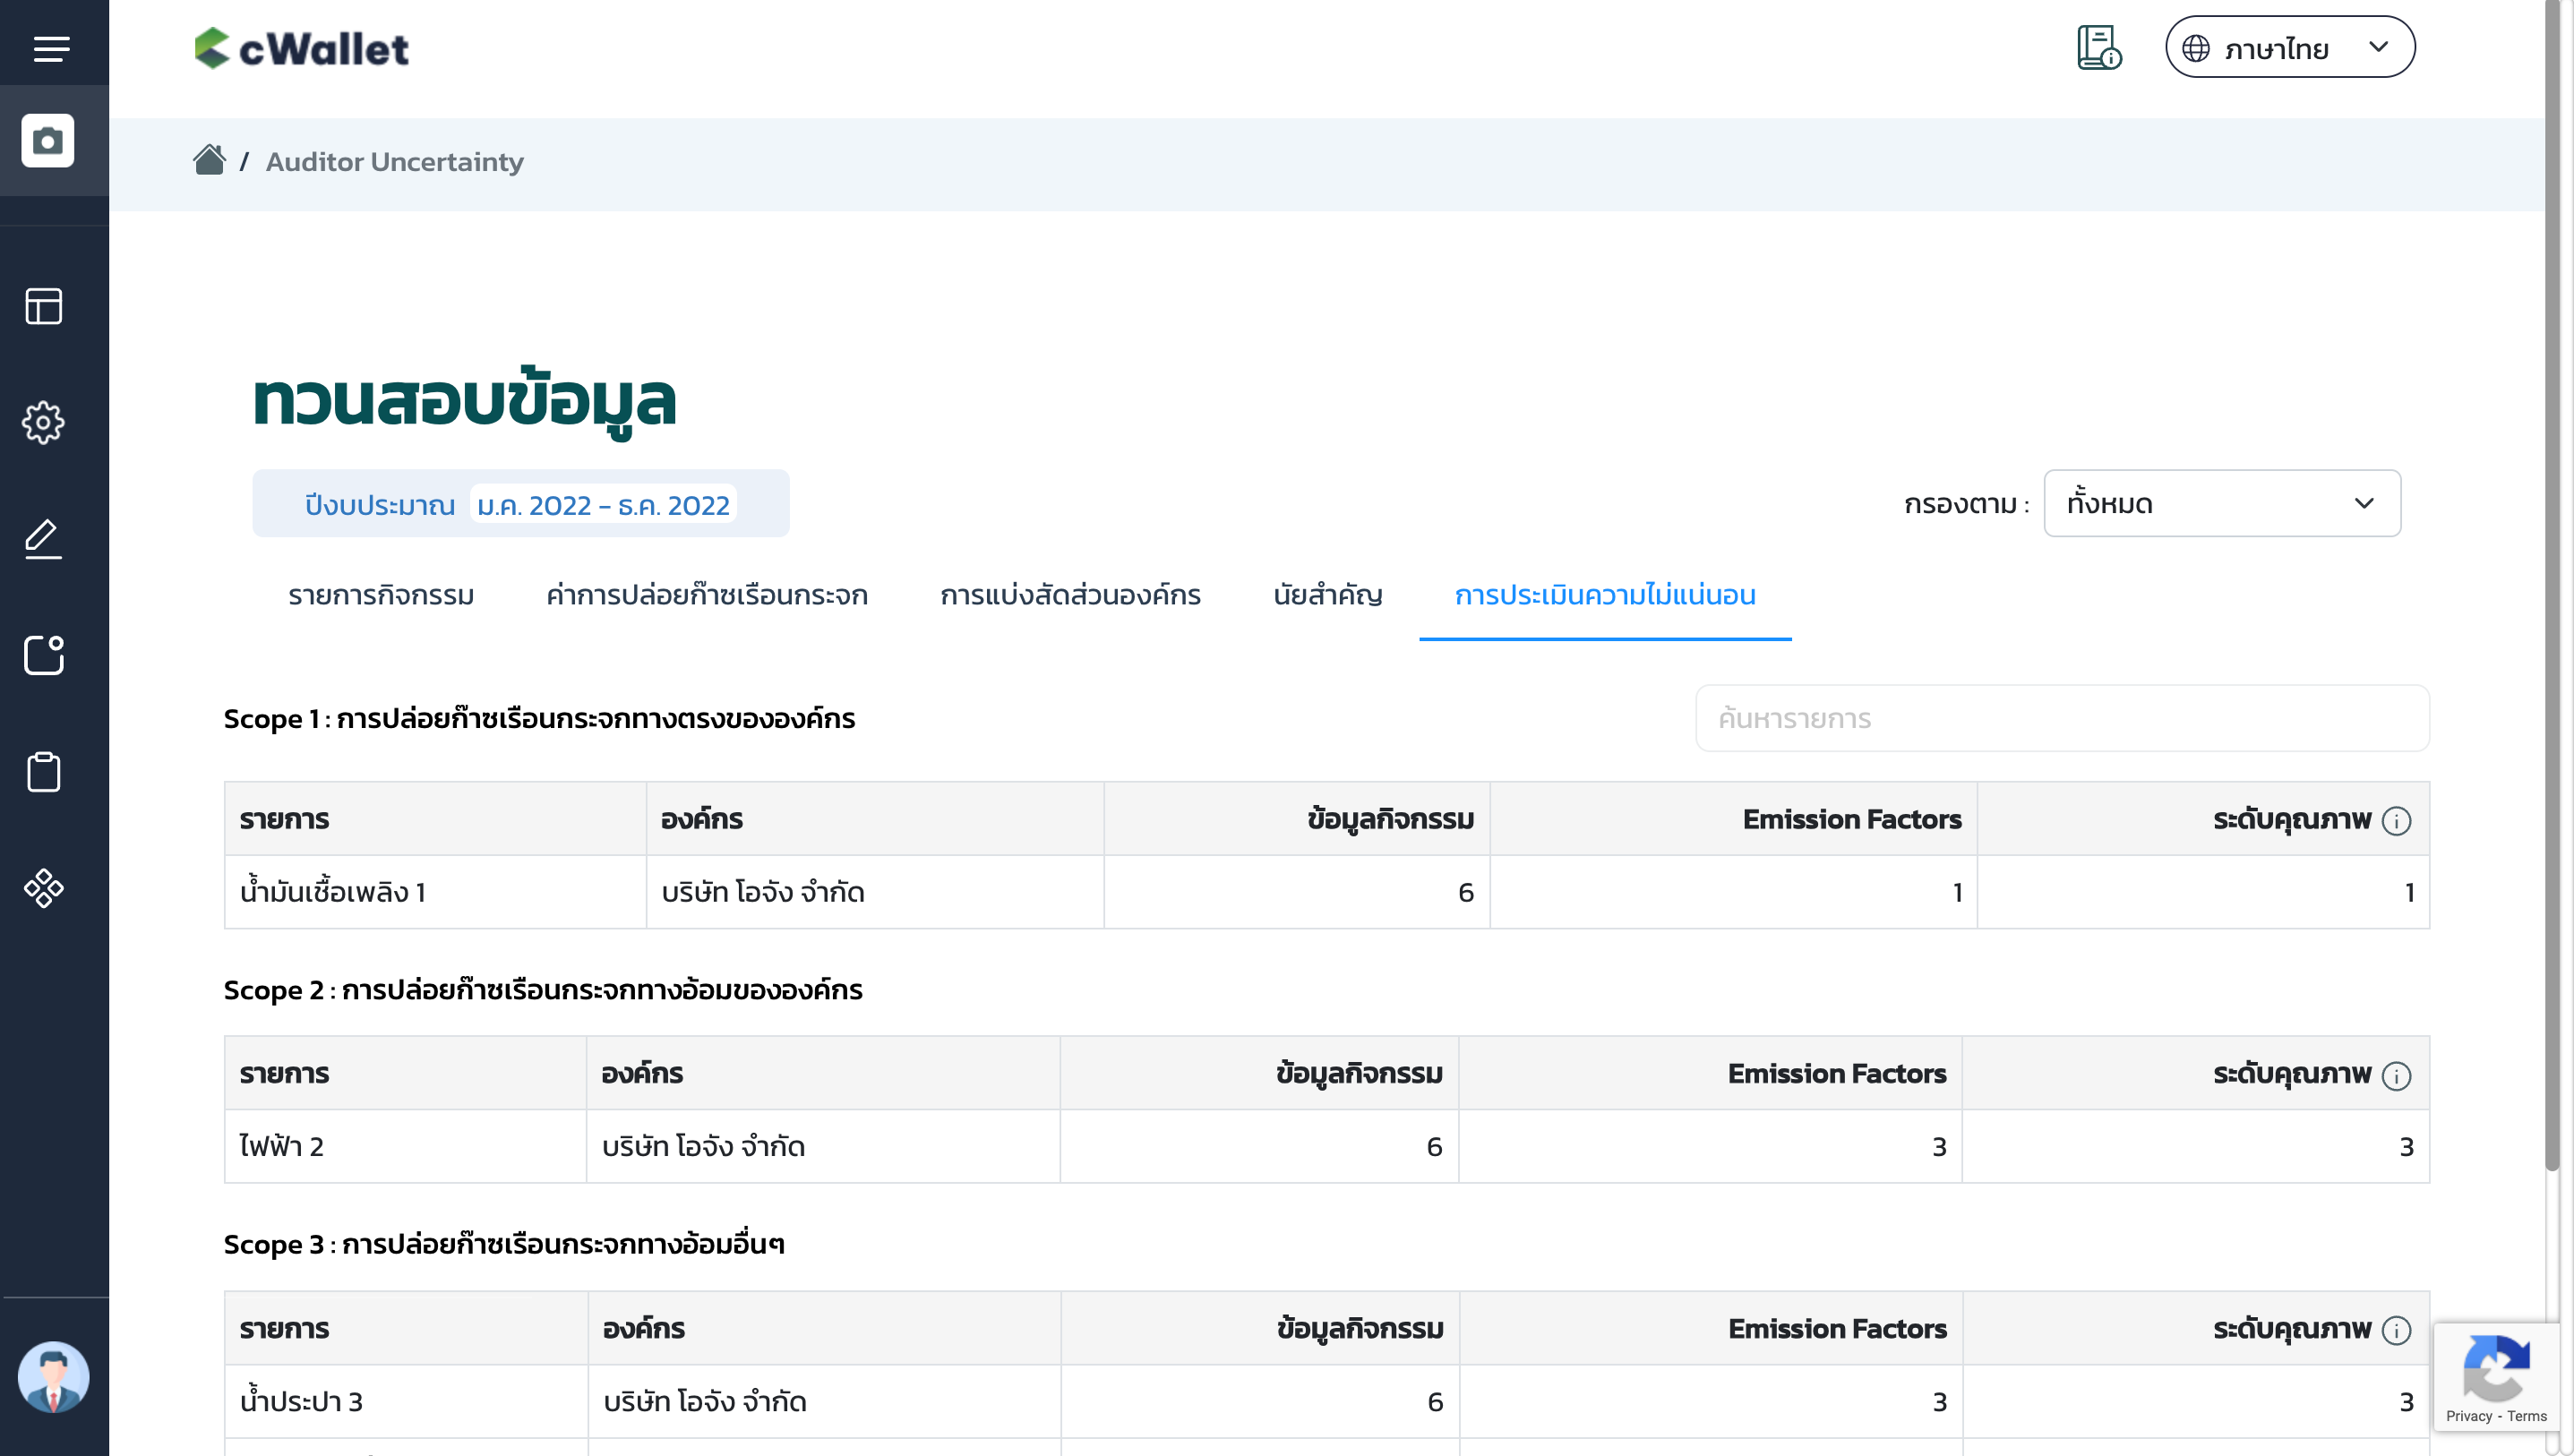 cWallet
ภาษาไทย
/ Auditor Uncertainty
ทวนสอบข้อมูล
ปีงบประมาณ ม.ค. 2022 - ธ.ค. 2022
กรองตาม : ทั้งหมด
รายการกิจกรรม ค่าการปล่อยก๊าซเรือนกระจก การแบ่งสัดส่วนองค์กร นัยสำคัญ การประเมินความไม่แน่นอน
Scope 1 : การปล่อยก๊าซเรือนกระจกทางตรงขององค์กร
ค้นหารายการ
รายการ องค์กร ข้อมูลกิจกรรม Emission Factors ระดับคุณภาพ
น้ำมันเชื้อเพลิง 1 บริษัท โอจัง จำกัด 6 1 1
Scope 2 : การปล่อยก๊าซเรือนกระจกทางอ้อมขององค์กร
รายการ องค์กร ข้อมูลกิจกรรม Emission Factors ระดับคุณภาพ
ไฟฟ้า 2 บริษัท โอจัง จำกัด 6 3 3
Scope 3 : การปล่อยก๊าซเรือนกระจกทางอ้อมอื่นๆ
รายการ องค์กร ข้อมูลกิจกรรม Emission Factors ระดับคุณภาพ
น้ำประปา 3 บริษัท โอจัง จำกัด 6 3 3
Privacy - Terms